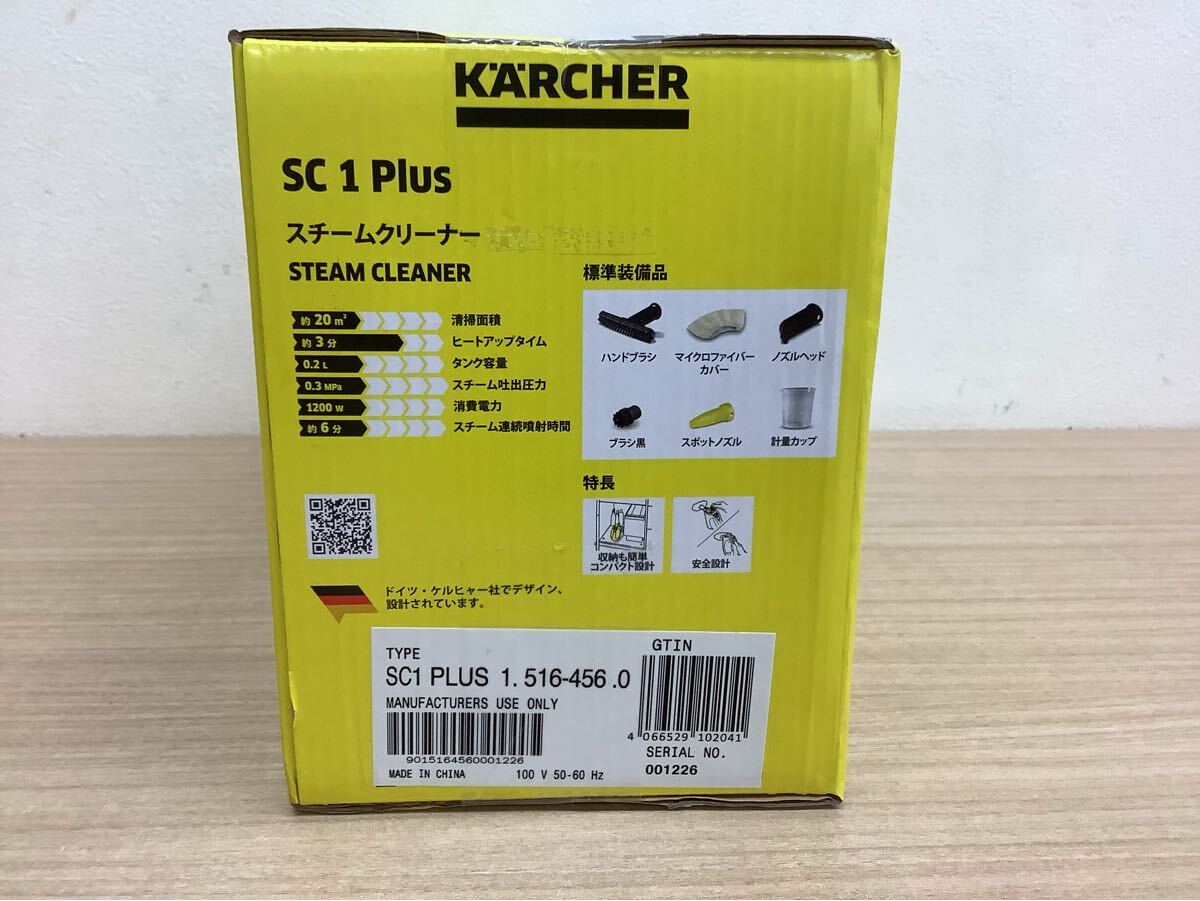 KÄRCHER
SC 1 Plus
スチームクリーナー
STEAM CLEANER
約 20 m² 清掃面積
約 3 分 ヒートアップタイム
0.2 L タンク容量
0.3 MPa スチーム吐出圧力
1200 W 消費電力
約 6 分 スチーム連続噴射時間
標準装備品
ハンドブラシ
マイクロファイバー
カバー
ノズルヘッド
ブラシ黒
スポットノズル
計量カップ
特長
収納も簡単
コンパクト設計
安全設計
ドイツ・ケルヒャー社でデザイン、
設計されています。
TYPE
SC1 PLUS 1. 516-456 .0
MANUFACTURERS USE ONLY
9015164560001226
MADE IN CHINA
100 V 50-60 Hz
GTIN
4 066529 102041
SERIAL NO.
001226